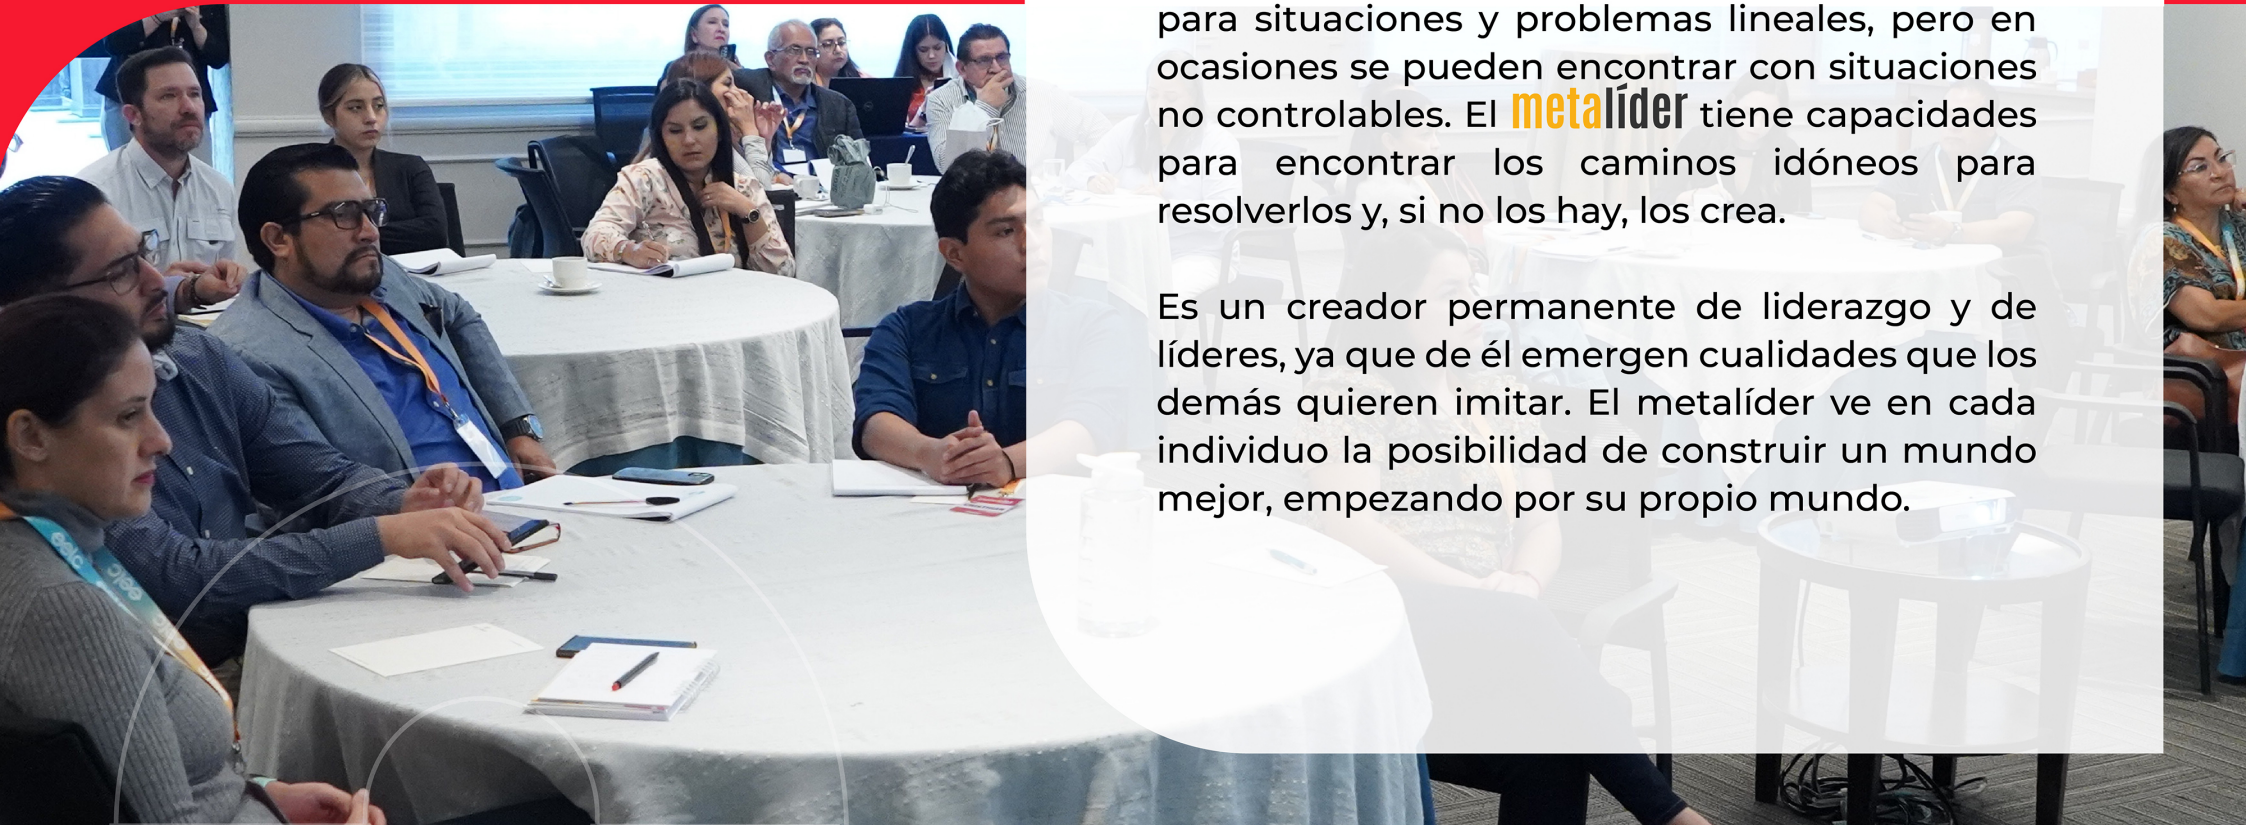 para situaciones y problemas lineales, pero en
ocasiones se pueden encontrar con situaciones
no controlables. El metalíder tiene capacidades
para encontrar los caminos idóneos para
resolverlos y, si no los hay, los crea.
Es un creador permanente de liderazgo y de
líderes, ya que de él emergen cualidades que los
demás quieren imitar. El metalíder ve en cada
individuo la posibilidad de construir un mundo
mejor, empezando por su propio mundo.